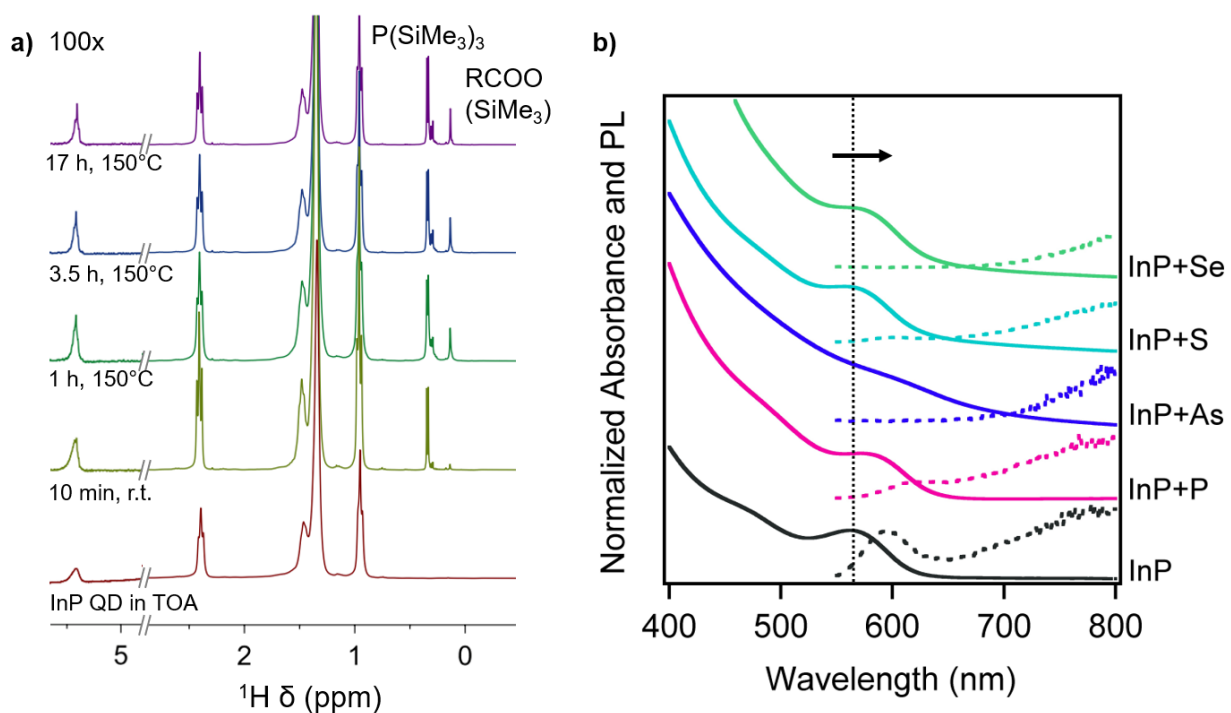 a)
100x
P(SiMe₃)₃
RCOO
(SiMe₃)
17 h, 150°C
3.5 h, 150°C
1 h, 150°C
10 min, r.t.
InP QD in TOA
5
2
1
0
¹H δ (ppm)
b)
Normalized Absorbance and PL
InP+Se
InP+S
InP+As
InP+P
InP
400
500
600
700
800
Wavelength (nm)